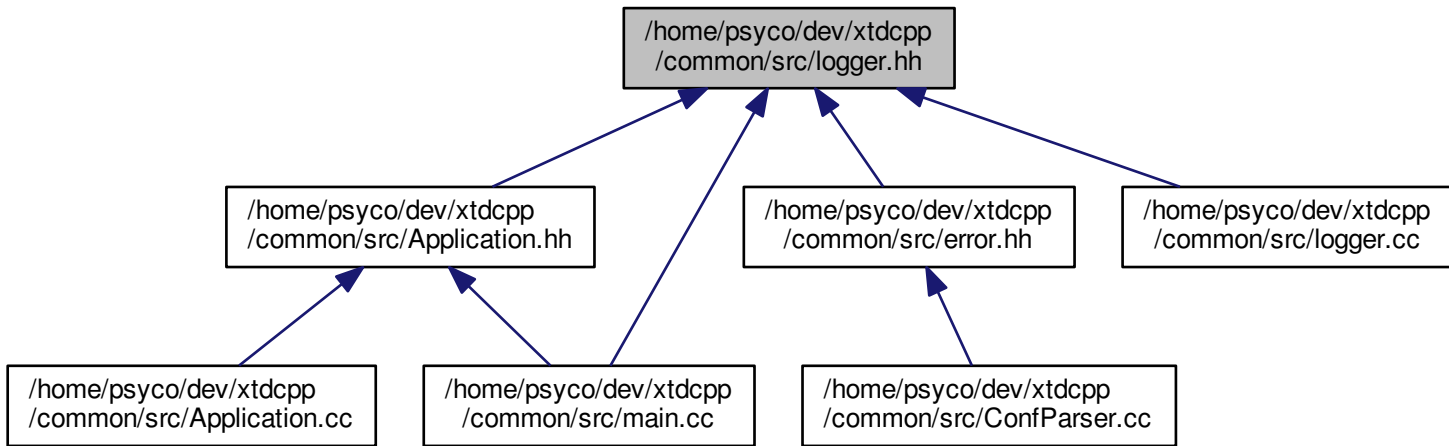 /home/psyco/dev/xtdcpp
/common/src/logger.hh
/home/psyco/dev/xtdcpp
/common/src/Application.hh
/home/psyco/dev/xtdcpp
/common/src/error.hh
/home/psyco/dev/xtdcpp
/common/src/logger.cc
/home/psyco/dev/xtdcpp
/common/src/Application.cc
/home/psyco/dev/xtdcpp
/common/src/main.cc
/home/psyco/dev/xtdcpp
/common/src/ConfParser.cc